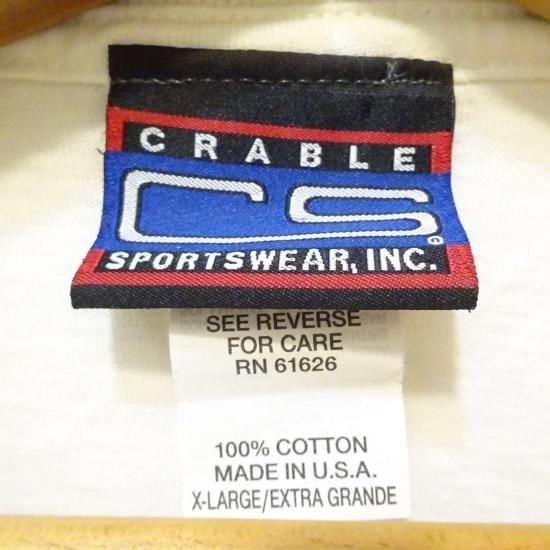 CRABLE
CS®
SPORTSWEAR, INC.
SEE REVERSE
FOR CARE
RN 61626
100% COTTON
MADE IN U.S.A.
X-LARGE/EXTRA GRANDE